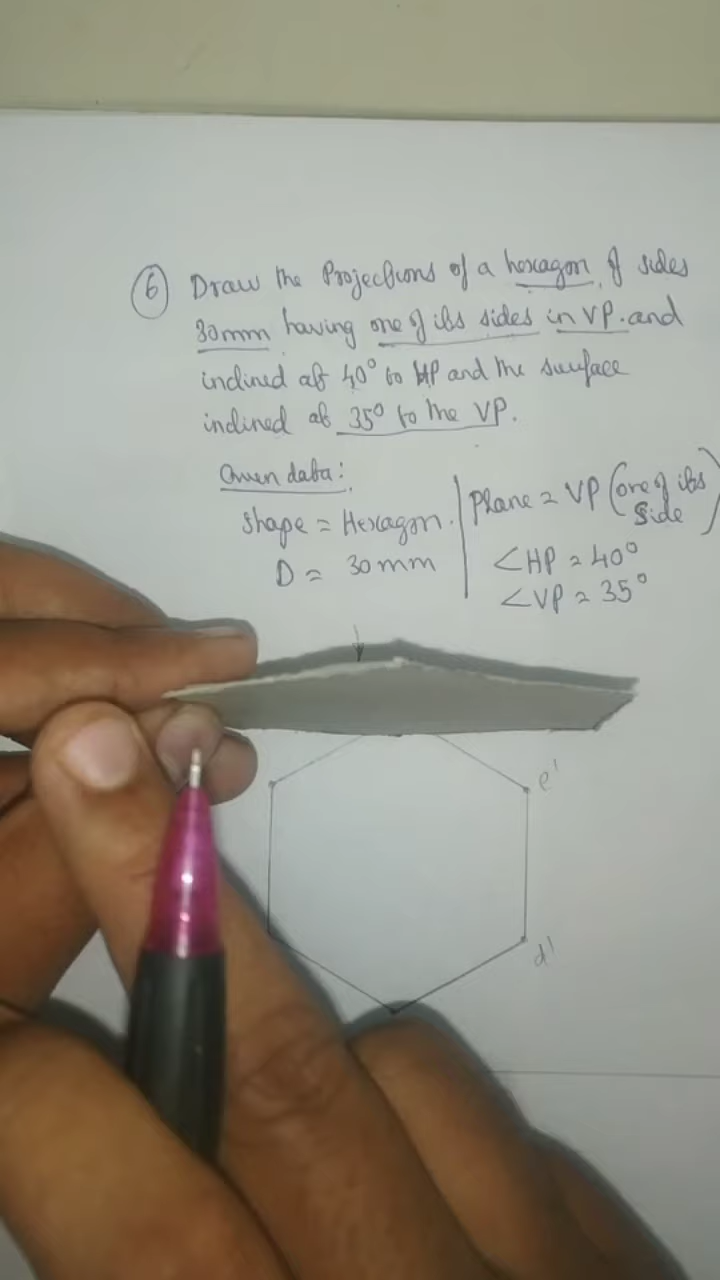 6 Draw the Projections of a hexagon of sides
30mm having one of its sides in VP. and
inclined at 40° to HP and the surface
inclined at 35° to the VP.
Given data:
Shape = Hexagon.
D = 30mm
Plane = VP (one of its Side)
∠HP = 40°
∠VP = 35°
e'
d'